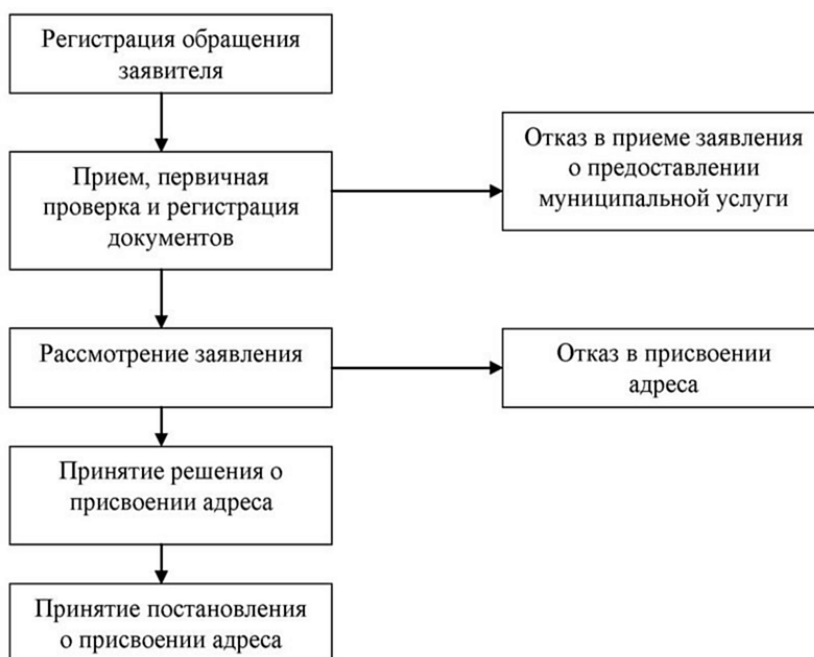 Регистрация обращения
заявителя
Прием, первичная
проверка и регистрация
документов
Отказ в приеме заявления
о предоставлении
муниципальной услуги
Рассмотрение заявления
Отказ в присвоении
адреса
Принятие решения о
присвоении адреса
Принятие постановления
о присвоении адреса